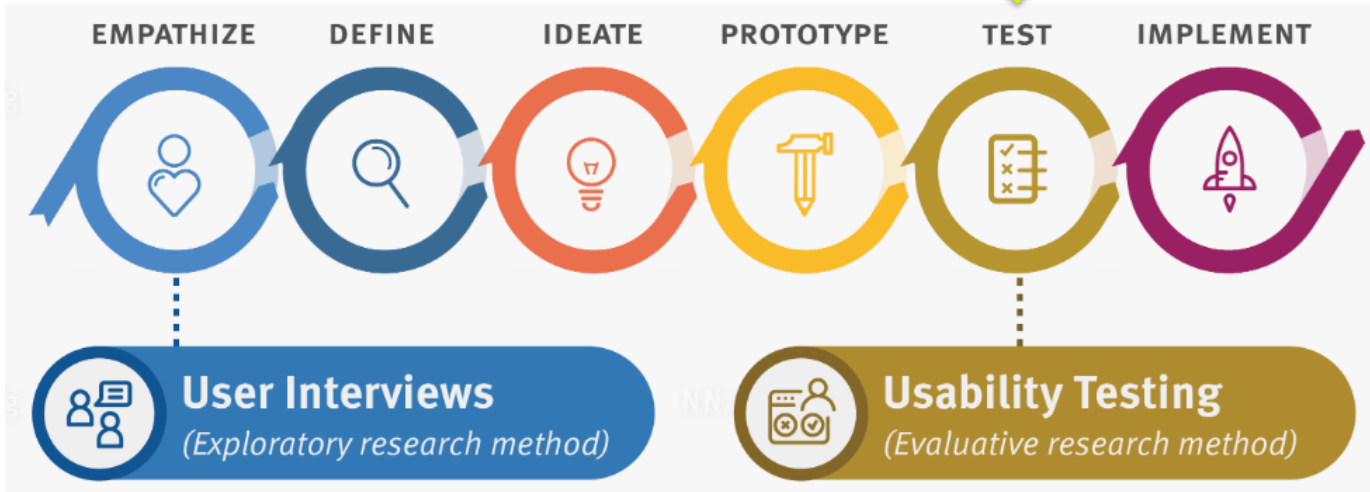 EMPATHIZE DEFINE IDEATE PROTOTYPE TEST IMPLEMENT
User Interviews
(Exploratory research method)
Usability Testing
(Evaluative research method)